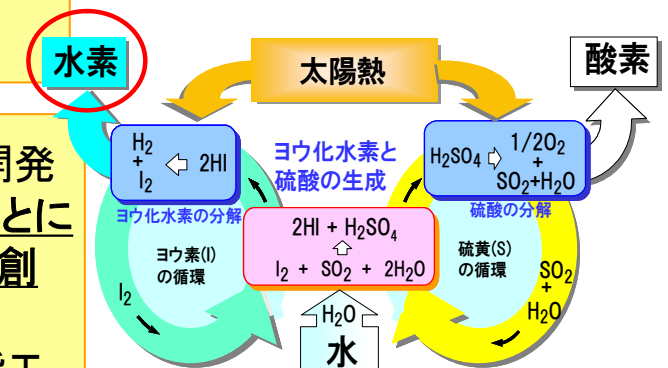 水素
太陽熱
酸素
開発
とに
創
H₂
+
I₂
2HI
ヨウ化水素と
硫酸の生成
H₂SO₄
1/2O₂
+
SO₂+H₂O
ヨウ化水素の分解
硫酸の分解
2HI + H₂SO₄
I₂ + SO₂ + 2H₂O
ヨウ素(I)
の循環
硫黄(S)
の循環
I₂
SO₂
+
H₂O
H₂O
水